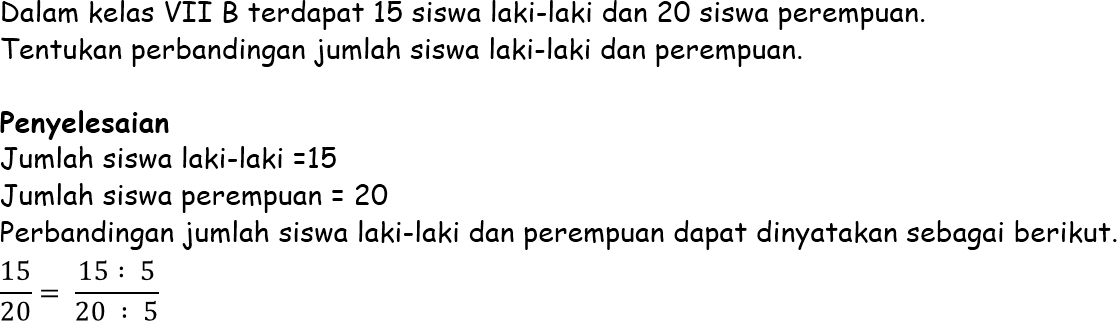 Dalam kelas VII B terdapat 15 siswa laki-laki dan 20 siswa perempuan.
Tentukan perbandingan jumlah siswa laki-laki dan perempuan.
Penyelesaian
Jumlah siswa laki-laki =15
Jumlah siswa perempuan = 20
Perbandingan jumlah siswa laki-laki dan perempuan dapat dinyatakan sebagai berikut.
15/20 = 15 : 5/20 : 5